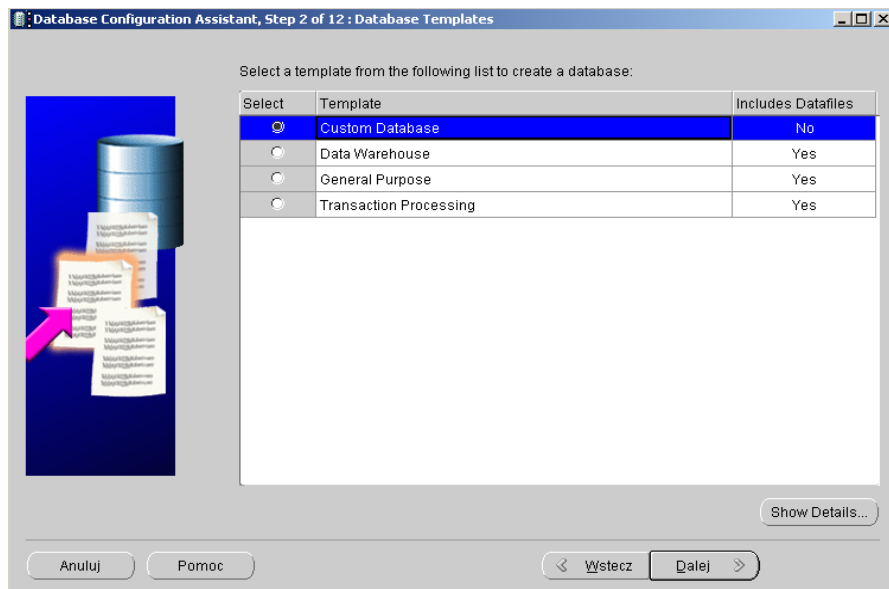 Database Configuration Assistant, Step 2 of 12 : Database Templates
Select a template from the following list to create a database:
Select Template Includes Datafiles
Custom Database No
Data Warehouse Yes
General Purpose Yes
Transaction Processing Yes
Show Details...
Anuluj Pomoc Wstecz Dalej